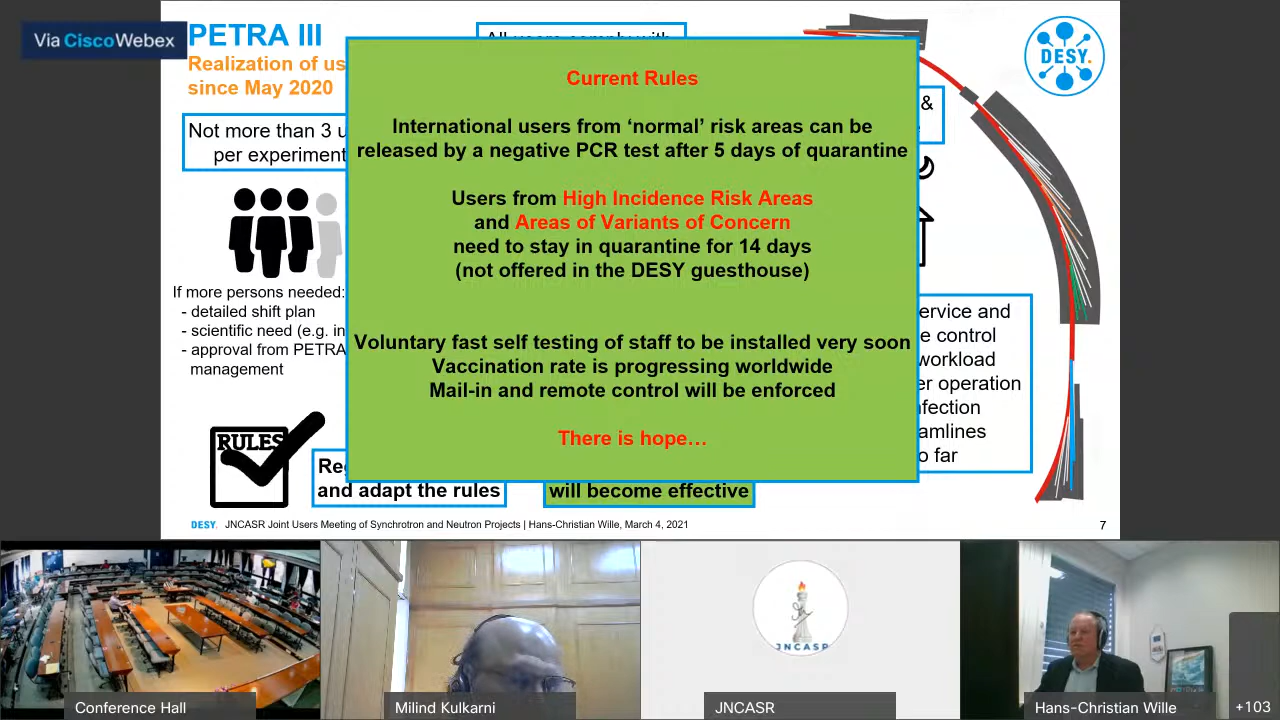 Via Cisco Webex
PETRA III
Realization of us
since May 2020
All users comply with
DESY.
Not more than 3 u
per experiment
&
Current Rules
International users from ‘normal’ risk areas can be
released by a negative PCR test after 5 days of quarantine
Users from High Incidence Risk Areas
and Areas of Variants of Concern
need to stay in quarantine for 14 days
(not offered in the DESY guesthouse)
Voluntary fast self testing of staff to be installed very soon
Vaccination rate is progressing worldwide
Mail-in and remote control will be enforced
There is hope…
If more persons needed:
- detailed shift plan
- scientific need (e.g. in
- approval from PETRA
management
ervice and
e control
workload
er operation
nfection
amlines
o far
RULES
Reg
and adapt the rules
will become effective
DESY. JNCASR Joint Users Meeting of Synchrotron and Neutron Projects | Hans-Christian Wille, March 4, 2021
7
Conference Hall
Milind Kulkarni
JNCASR
JNCASR
Hans-Christian Wille
+103